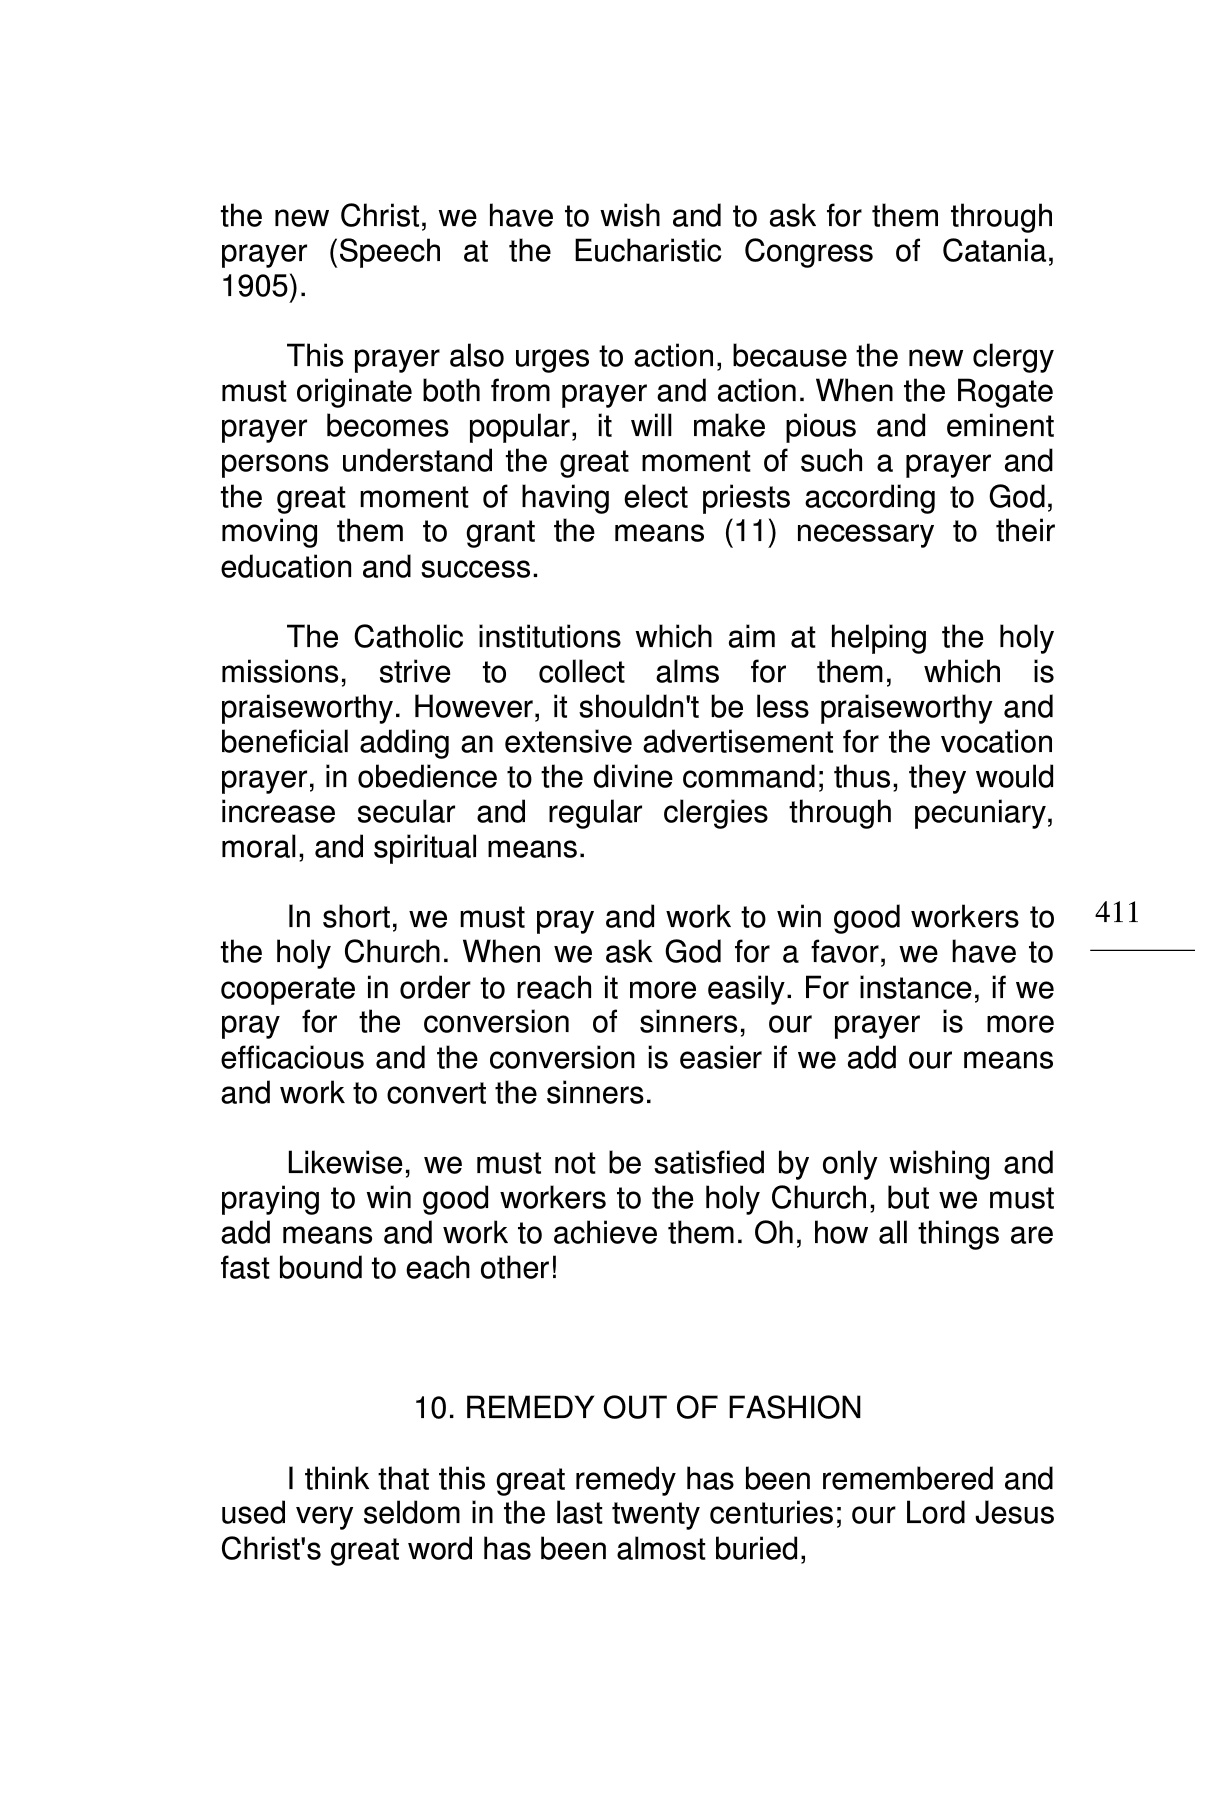 the new Christ, we have to wish and to ask for them through
prayer (Speech at the Eucharistic Congress of Catania,
1905).
This prayer also urges to action, because the new clergy
must originate both from prayer and action. When the Rogate
prayer becomes popular, it will make pious and eminent
persons understand the great moment of such a prayer and
the great moment of having elect priests according to God,
moving them to grant the means (11) necessary to their
education and success.
The Catholic institutions which aim at helping the holy
missions, strive to collect alms for them, which is
praiseworthy. However, it shouldn't be less praiseworthy and
beneficial adding an extensive advertisement for the vocation
prayer, in obedience to the divine command; thus, they would
increase secular and regular clergies through pecuniary,
moral, and spiritual means.
In short, we must pray and work to win good workers to
the holy Church. When we ask God for a favor, we have to
cooperate in order to reach it more easily. For instance, if we
pray for the conversion of sinners, our prayer is more
efficacious and the conversion is easier if we add our means
and work to convert the sinners.
411
Likewise, we must not be satisfied by only wishing and
praying to win good workers to the holy Church, but we must
add means and work to achieve them. Oh, how all things are
fast bound to each other!
10. REMEDY OUT OF FASHION
I think that this great remedy has been remembered and
used very seldom in the last twenty centuries; our Lord Jesus
Christ's great word has been almost buried,